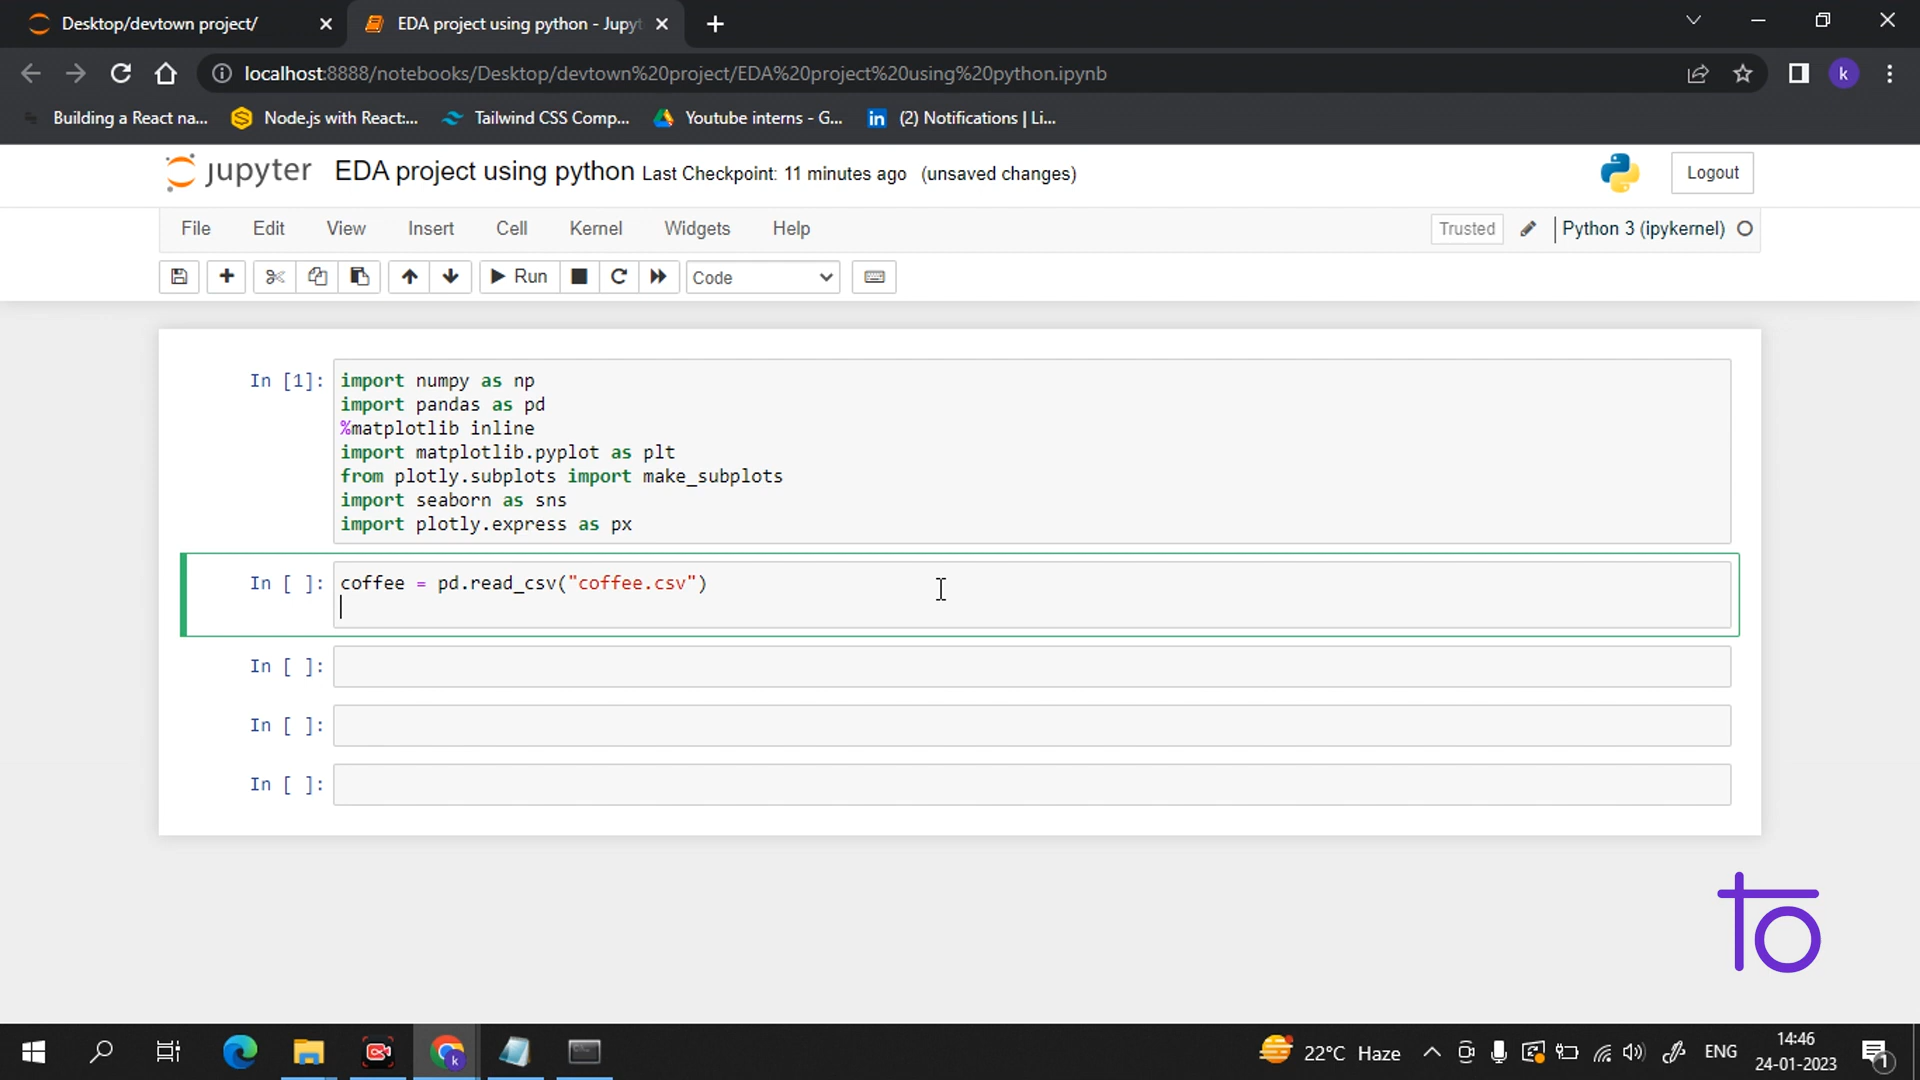 Desktop/devtown project/
EDA project using python - Jupyt
localhost:8888/notebooks/Desktop/devtown%20project/EDA%20project%20using%20python.ipynb
k
Building a React na...
Node.js with React:...
Tailwind CSS Comp...
Youtube interns - G...
(2) Notifications | Li...
jupyter EDA project using python Last Checkpoint: 11 minutes ago (unsaved changes)
Logout
File Edit View Insert Cell Kernel Widgets Help
Trusted
Python 3 (ipykernel)
Run
Code
In [1]:
import numpy as np
import pandas as pd
%matplotlib inline
import matplotlib.pyplot as plt
from plotly.subplots import make_subplots
import seaborn as sns
import plotly.express as px
In [ ]: coffee = pd.read_csv("coffee.csv")
In [ ]:
In [ ]:
In [ ]:
to
22°C Haze
ENG
14:46
24-01-2023
1